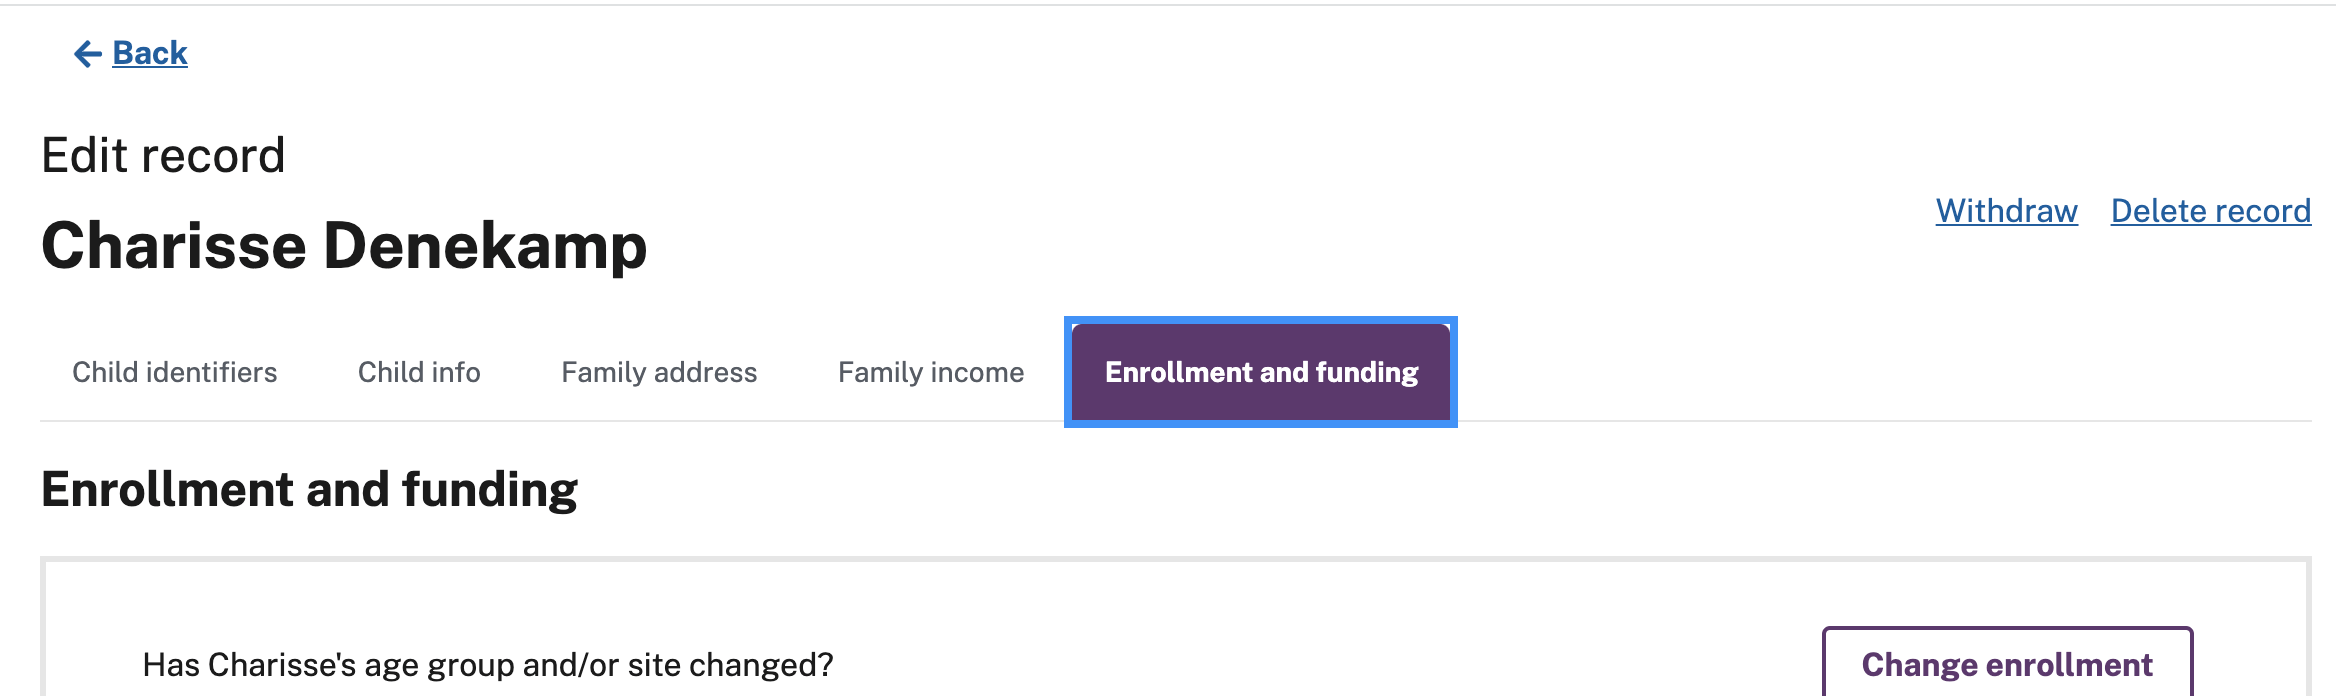 Back
Edit record
Charisse Denekamp
Withdraw Delete record
Child identifiers Child info Family address Family income Enrollment and funding
Enrollment and funding
Has Charisse's age group and/or site changed? Change enrollment